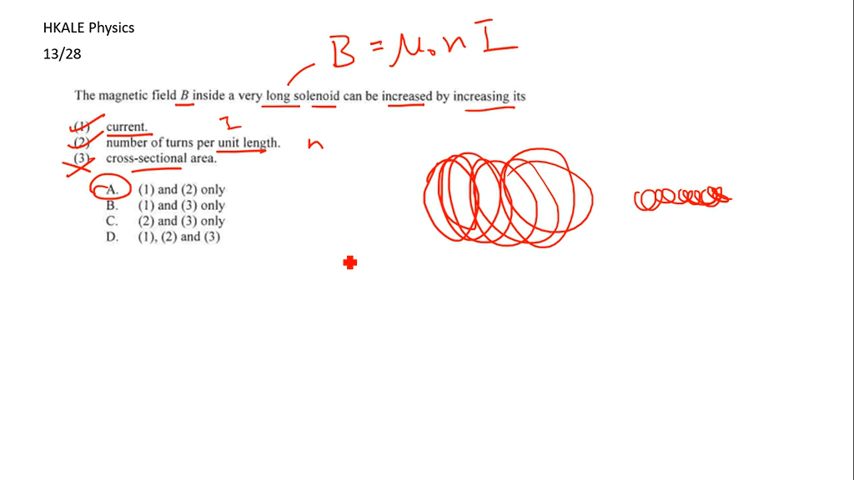 HKALE Physics
13/28
B = μ₀ n I
The magnetic field B inside a very long solenoid can be increased by increasing its
(1) current. I
(2) number of turns per unit length. n
(3) cross-sectional area.
A. (1) and (2) only
B. (1) and (3) only
C. (2) and (3) only
D. (1), (2) and (3)